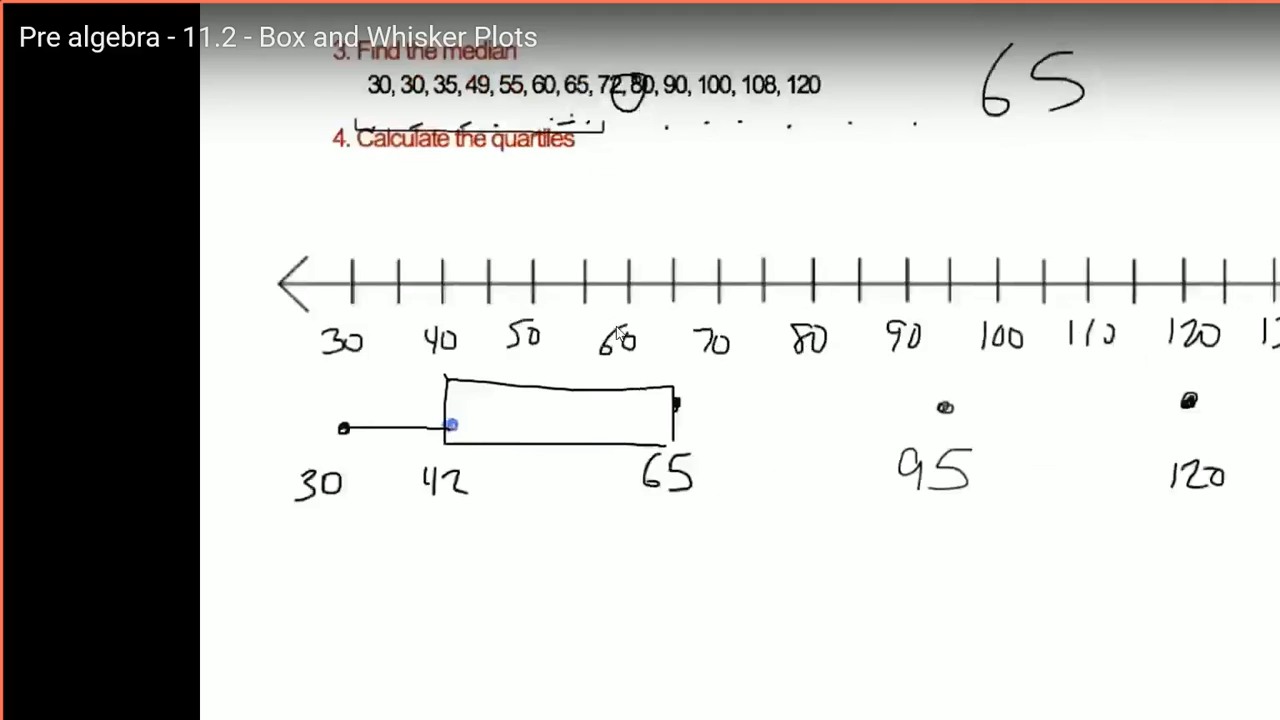 Pre algebra - 11.2 - Box and Whisker Plots
3. Find the median
30, 30, 35, 49, 55, 60, 65, 72, 80, 90, 100, 108, 120
65
4. Calculate the quartiles
30 40 50 60 70 80 90 100 110 120
30 42 65 95 120